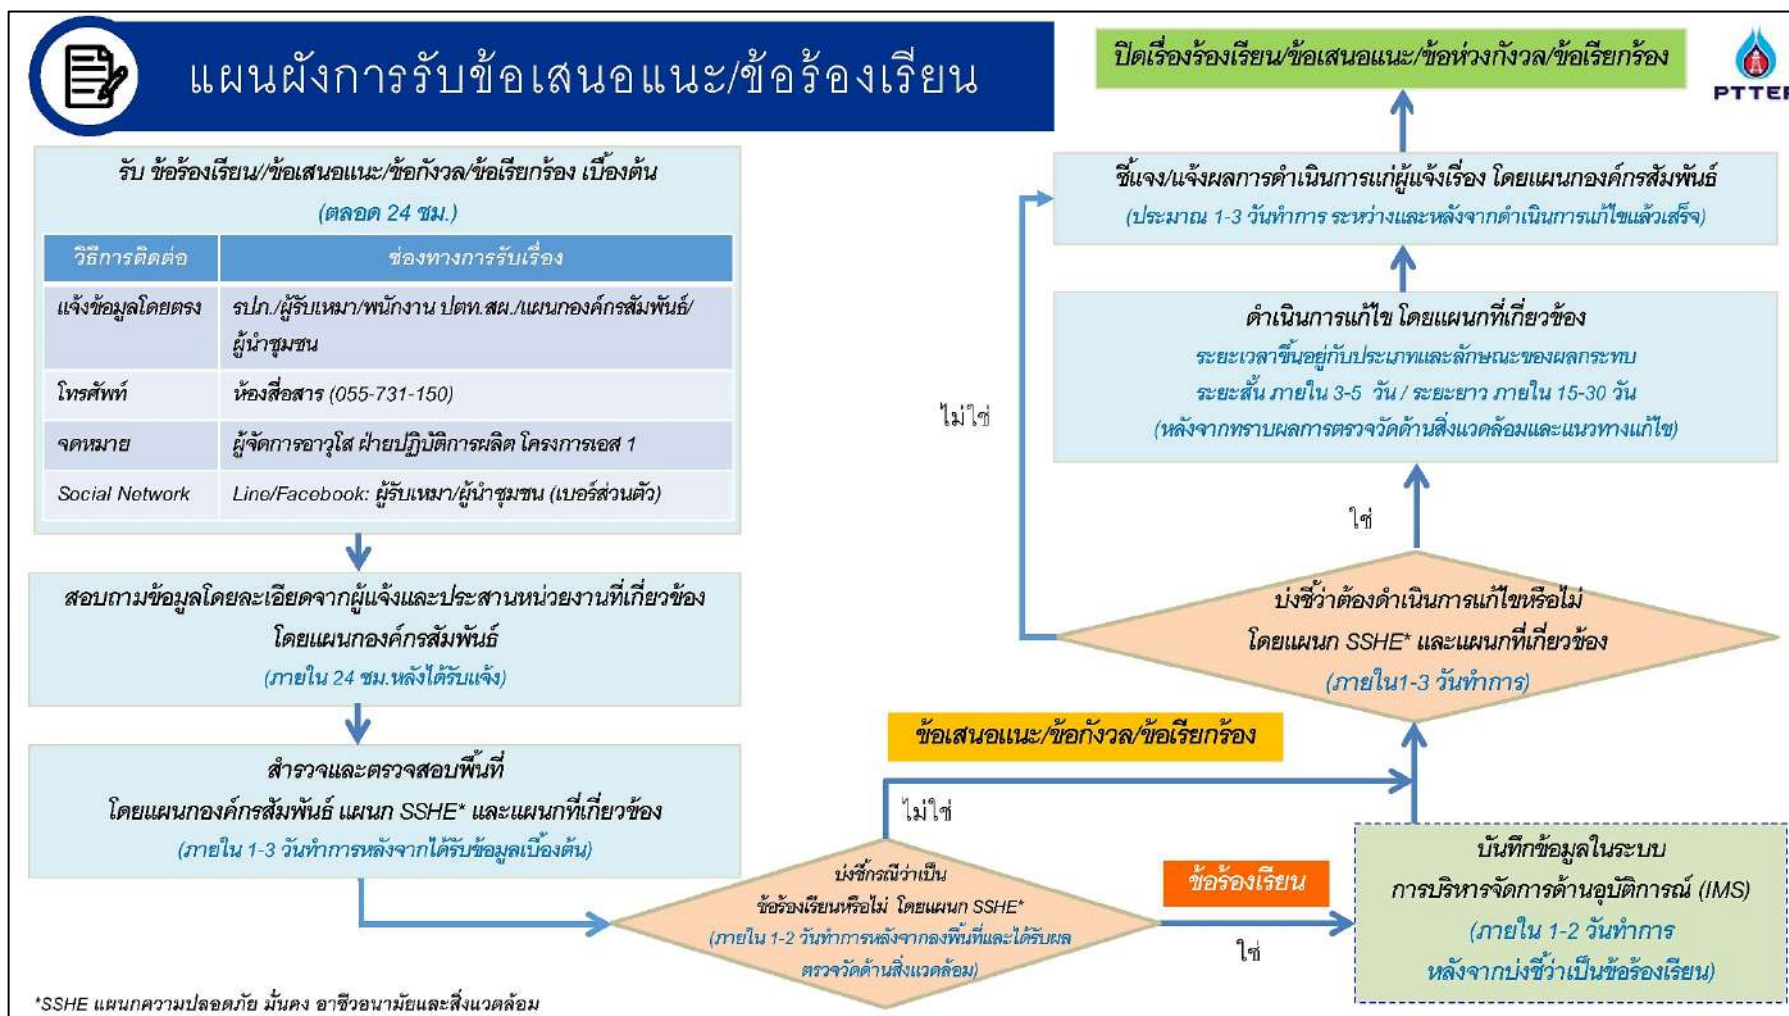 แผนผังการรับข้อเสนอแนะ/ข้อร้องเรียน
รับ ข้อร้องเรียน//ข้อเสนอแนะ/ข้อกังวล/ข้อเรียกร้อง เบื้องต้น
(ตลอด 24 ชม.)
วิธีการติดต่อ ช่องทางการรับเรื่อง
แจ้งข้อมูลโดยตรง รปภ./ผู้รับเหมา/พนักงาน ปตท.สผ./แผนกองค์กรสัมพันธ์/
ผู้นำชุมชน
โทรศัพท์ ห้องสื่อสาร (055-731-150)
จดหมาย ผู้จัดการอาวุโส ฝ่ายปฏิบัติการผลิต โครงการเอส 1
Social Network Line/Facebook: ผู้รับเหมา/ผู้นำชุมชน (เบอร์ส่วนตัว)
สอบถามข้อมูลโดยละเอียดจากผู้แจ้งและประสานหน่วยงานที่เกี่ยวข้อง
โดยแผนกองค์กรสัมพันธ์
(ภายใน 24 ชม.หลังได้รับแจ้ง)
สำรวจและตรวจสอบพื้นที่
โดยแผนกองค์กรสัมพันธ์ แผนก SSHE* และแผนกที่เกี่ยวข้อง
(ภายใน 1-3 วันทำการหลังจากได้รับข้อมูลเบื้องต้น)
บ่งชี้กรณีว่าเป็น
ข้อร้องเรียนหรือไม่ โดยแผนก SSHE*
(ภายใน 1-2 วันทำการหลังจากลงพื้นที่และได้รับผล
ตรวจวัดด้านสิ่งแวดล้อม)
ไม่ใช่
ข้อเสนอแนะ/ข้อกังวล/ข้อเรียกร้อง
ข้อร้องเรียน
ใช่
บันทึกข้อมูลในระบบ
การบริหารจัดการด้านอุบัติการณ์ (IMS)
(ภายใน 1-2 วันทำการ
หลังจากบ่งชี้ว่าเป็นข้อร้องเรียน)
บ่งชี้ว่าต้องดำเนินการแก้ไขหรือไม่
โดยแผนก SSHE* และแผนกที่เกี่ยวข้อง
(ภายใน1-3 วันทำการ)
ไม่ใช่
ใช่
ดำเนินการแก้ไข โดยแผนกที่เกี่ยวข้อง
ระยะเวลาขึ้นอยู่กับประเภทและลักษณะของผลกระทบ
ระยะสั้น ภายใน 3-5 วัน / ระยะยาว ภายใน 15-30 วัน
(หลังจากทราบผลการตรวจวัดด้านสิ่งแวดล้อมและแนวทางแก้ไข)
ชี้แจง/แจ้งผลการดำเนินการแก่ผู้แจ้งเรื่อง โดยแผนกองค์กรสัมพันธ์
(ประมาณ 1-3 วันทำการ ระหว่างและหลังจากดำเนินการแก้ไขแล้วเสร็จ)
ปิดเรื่องร้องเรียน/ข้อเสนอแนะ/ข้อห่วงกังวล/ข้อเรียกร้อง
PTTEP
*SSHE แผนกความปลอดภัย มั่นคง อาชีวอนามัยและสิ่งแวดล้อม